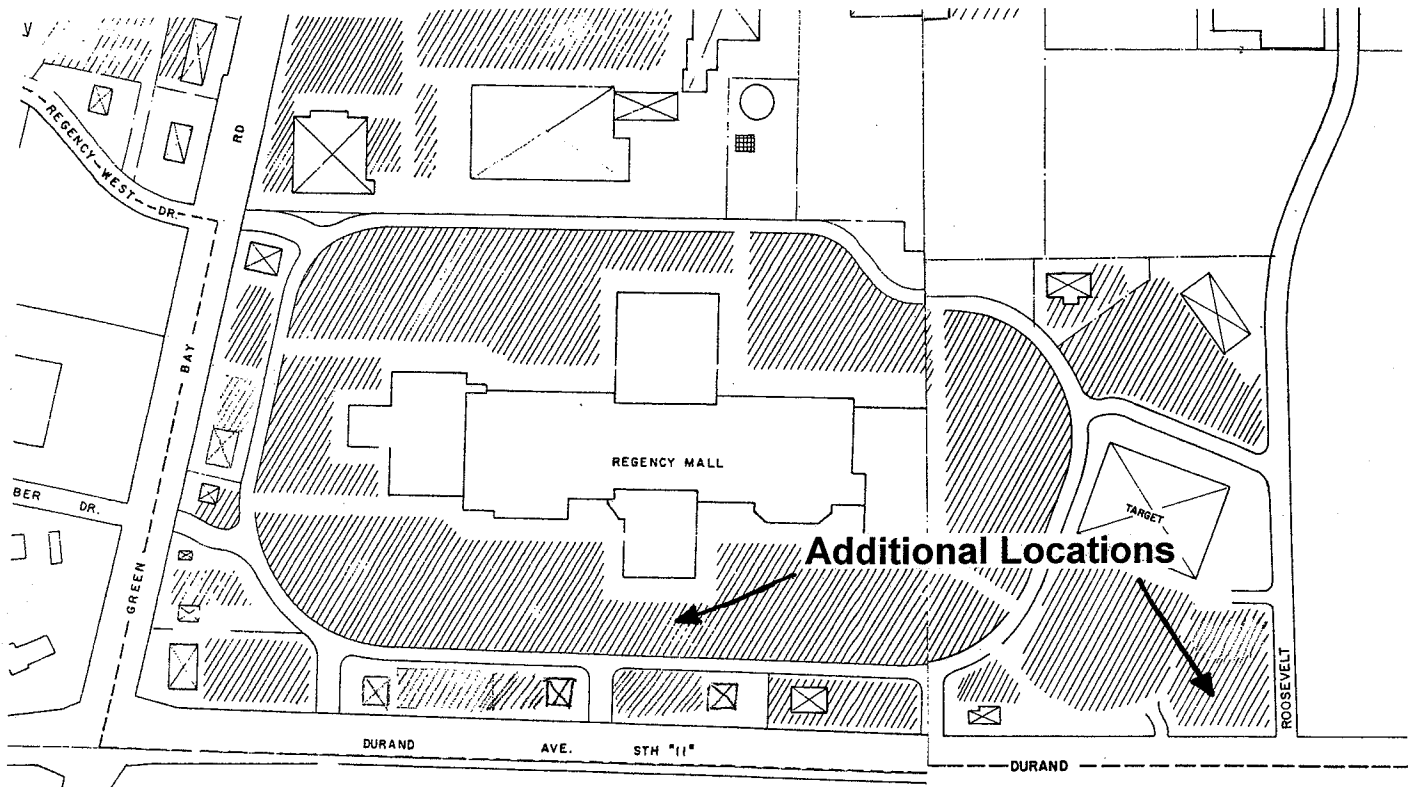 RD
REGENCY WEST DR.
BAY
REGENCY MALL
BER DR.
TARGET
Additional Locations
GREEN
ROOSEVELT
DURAND AVE. STH "11"
DURAND